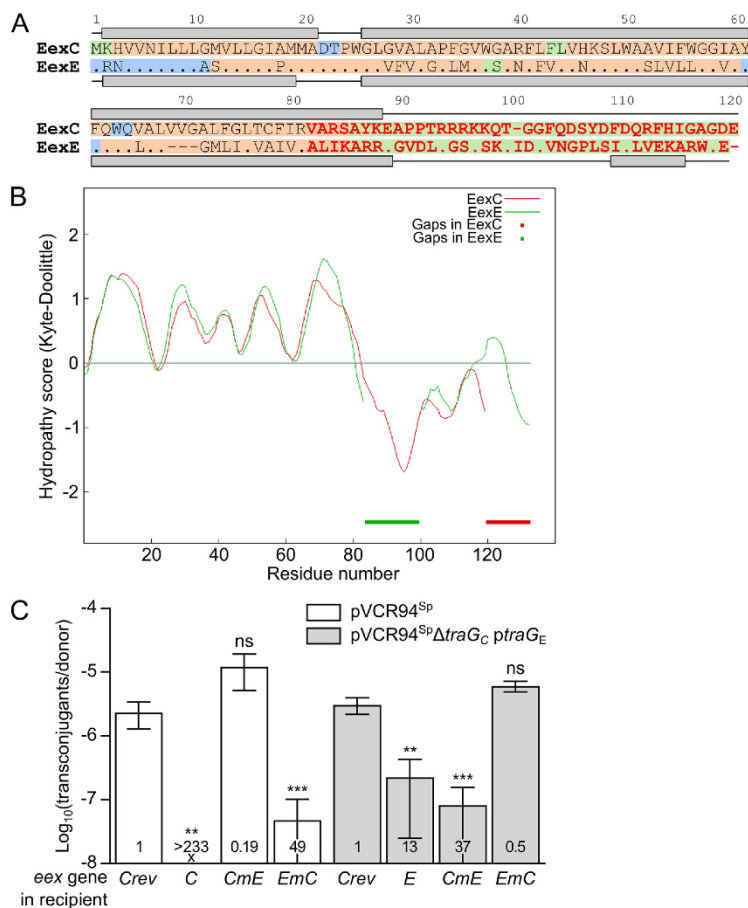 A
1 10 20 30 40 50 60
EexC MKHVVNILLLGMVLLGIAMMADTPWGLGVALAPFGVWGARFLFLVHKSLWAAVIFWGGIAY
EexE .RN.......AS......P.........VFV.G.LM..S.N.FV..N.....SLVLL..V.
70 80 90 100 110 120
EexC FQWQVALVVGALFGLTCFIRVARSAYKEAPPTRRRKKQT-GGFQDSYDFDQRFHIGAGDE
EexE ....L..---GMLI.VAIV.ALIKARR.GVDL.GS.SK.ID.VNGPLSI.LVEKARW.E-
B
EexC
EexE
Gaps in EexC
Gaps in EexE
Hydropathy score (Kyte-Doolittle)
2
1
0
-1
-2
20 40 60 80 100 120
Residue number
C
pVCR94Sp
pVCR94SpΔtraGC ptraGE
Log10(transconjugants/donor)
-4
-5
-6
-7
-8
ns ns
** *** ** ***
1 >233 0.19 49 1 13 37 0.5
x
eex gene in recipient
Crev C CmE EmC Crev E CmE EmC